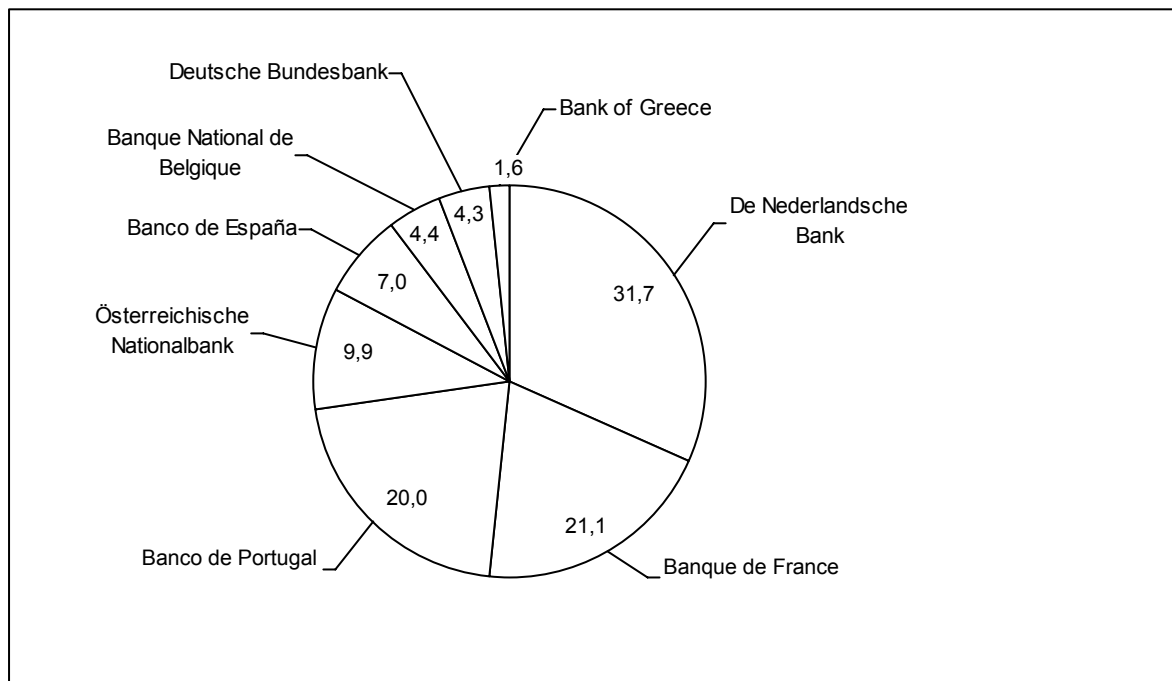 Deutsche Bundesbank
Bank of Greece
1,6
Banque National de
Belgique
4,3
De Nederlandsche
Bank
4,4
Banco de España
7,0
31,7
Österreichische
Nationalbank
9,9
20,0
21,1
Banco de Portugal
Banque de France